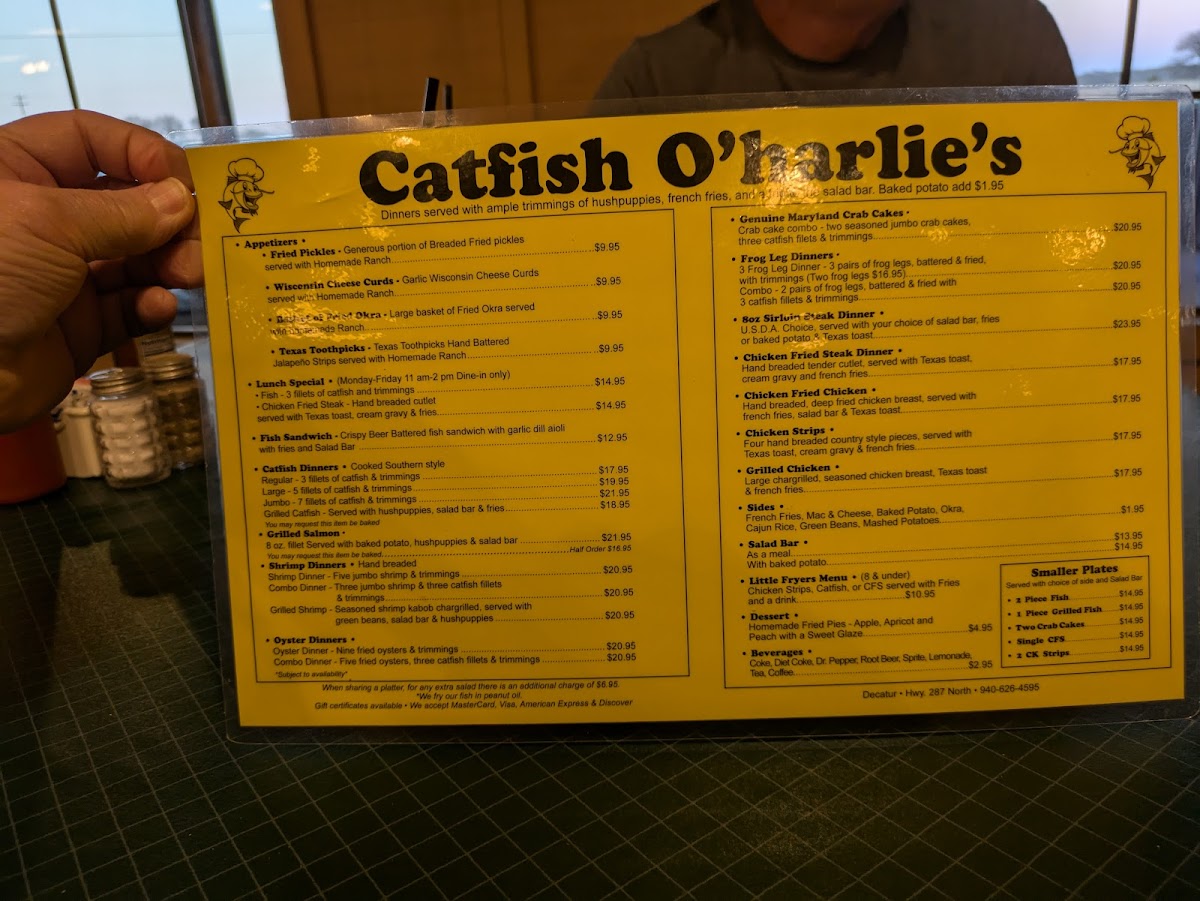 Catfish O'harlie's
Dinners served with ample trimmings of hushpuppies, french fries, and a salad bar. Baked potato add $1.95
• Appetizers •
• Fried Pickles - Generous portion of Breaded Fried pickles
served with Homemade Ranch $9.95
• Wisconsin Cheese Curds - Garlic Wisconsin Cheese Curds
served with Homemade Ranch $9.95
• Basket of Fried Okra - Large basket of Fried Okra served
with Homemade Ranch $9.95
• Texas Toothpicks - Texas Toothpicks Hand Battered
Jalapeño Strips served with Homemade Ranch $9.95
• Lunch Special • (Monday-Friday 11 am-2 pm Dine-in only)
• Fish - 3 fillets of catfish and trimmings $14.95
• Chicken Fried Steak - Hand breaded cutlet
served with Texas toast, cream gravy & fries $14.95
• Fish Sandwich - Crispy Beer Battered fish sandwich with garlic dill aioli
with fries and Salad Bar $12.95
• Catfish Dinners • Cooked Southern style
Regular - 3 fillets of catfish & trimmings $17.95
Large - 5 fillets of catfish & trimmings $19.95
Jumbo - 7 fillets of catfish & trimmings $21.95
Grilled Catfish - Served with hushpuppies, salad bar & fries $18.95
You may request this item be baked
• Grilled Salmon •
8 oz. fillet Served with baked potato, hushpuppies & salad bar $21.95
You may request this item be baked Half Order $16.95
• Shrimp Dinners • Hand breaded
Shrimp Dinner - Five jumbo shrimp & trimmings $20.95
Combo Dinner - Three jumbo shrimp & three catfish fillets
& trimmings $20.95
Grilled Shrimp - Seasoned shrimp kabob chargrilled, served with
green beans, salad bar & hushpuppies $20.95
• Oyster Dinners •
Oyster Dinner - Nine fried oysters & trimmings $20.95
Combo Dinner - Five fried oysters, three catfish fillets & trimmings $20.95
*Subject to availability*
When sharing a platter, for any extra salad there is an additional charge of $6.95.
*We fry our fish in peanut oil.
Gift certificates available • We accept MasterCard, Visa, American Express & Discover
• Genuine Maryland Crab Cakes •
Crab cake combo - two seasoned jumbo crab cakes,
three catfish filets & trimmings $20.95
• Frog Leg Dinners •
3 Frog Leg Dinner - 3 pairs of frog legs, battered & fried,
with trimmings (Two frog legs $16.95) $20.95
Combo - 2 pairs of frog legs, battered & fried with
3 catfish fillets & trimmings $20.95
• 8oz Sirloin Steak Dinner •
U.S.D.A. Choice, served with your choice of salad bar, fries
or baked potato & Texas toast $23.95
• Chicken Fried Steak Dinner •
Hand breaded tender cutlet, served with Texas toast,
cream gravy and french fries $17.95
• Chicken Fried Chicken •
Hand breaded, deep fried chicken breast, served with
french fries, salad bar & Texas toast $17.95
• Chicken Strips •
Four hand breaded country style pieces, served with
Texas toast, cream gravy & french fries $17.95
• Grilled Chicken •
Large chargrilled, seasoned chicken breast, Texas toast
& french fries $17.95
• Sides •
French Fries, Mac & Cheese, Baked Potato, Okra,
Cajun Rice, Green Beans, Mashed Potatoes $1.95
• Salad Bar •
As a meal $13.95
With baked potato $14.95
• Little Fryers Menu • (8 & under)
Chicken Strips, Catfish, or CFS served with Fries
and a drink $10.95
• Dessert •
Homemade Fried Pies - Apple, Apricot and
Peach with a Sweet Glaze $4.95
• Beverages •
Coke, Diet Coke, Dr. Pepper, Root Beer, Sprite, Lemonade,
Tea, Coffee $2.95
Smaller Plates
Served with choice of side and Salad Bar
• 2 Piece Fish $14.95
• 1 Piece Grilled Fish $14.95
• Two Crab Cakes $14.95
• Single CFS $14.95
• 2 CK Strips $14.95
Decatur • Hwy. 287 North • 940-626-4595